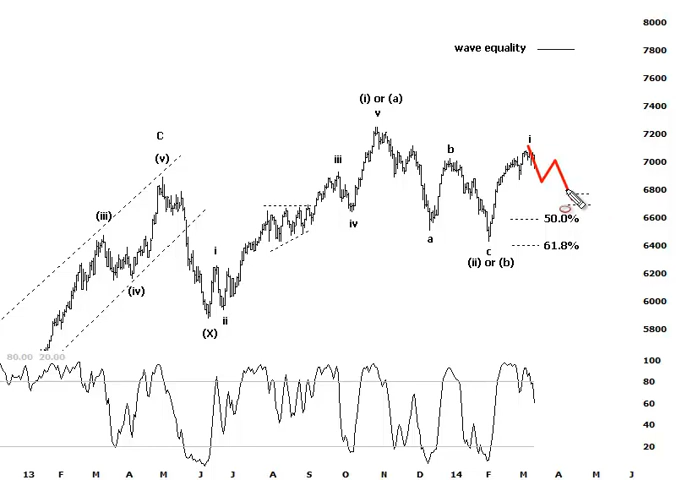 8000
wave equality
7800
7600
7400
(i) or (a)
v
7200
C
(v)
iii
b
i
7000
6800
(iii)
iv
50.0%
6600
a
61.8%
6400
i
c
(ii) or (b)
(iv)
6200
ii
6000
(X)
5800
80.00 20.00
100
80
60
40
20
13 F M A M J J A S O N D 14 F M A M J